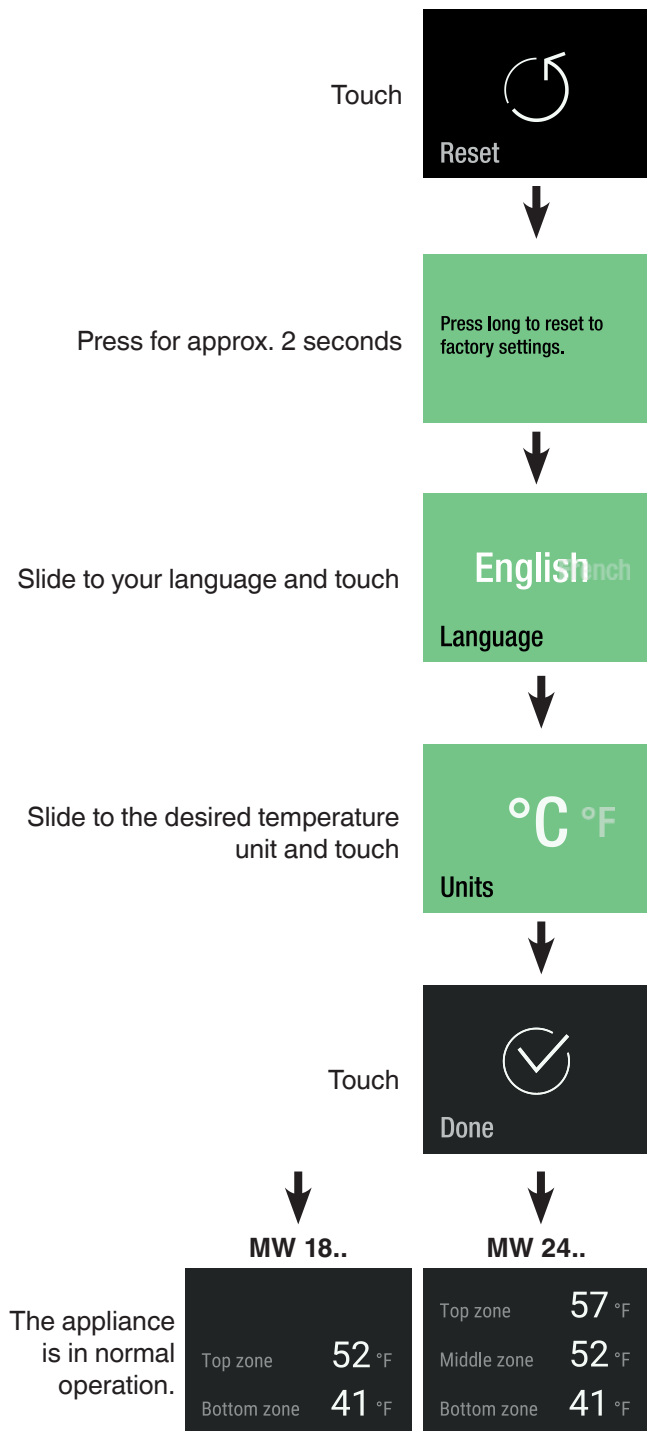 Touch
Reset
Press for approx. 2 seconds
Press long to reset to
factory settings.
Slide to your language and touch
English French
Language
Slide to the desired temperature
unit and touch
°C °F
Units
Touch
Done
MW 18..
MW 24..
The appliance
is in normal
operation.
Top zone 52 °F
Bottom zone 41 °F
Top zone 57 °F
Middle zone 52 °F
Bottom zone 41 °F